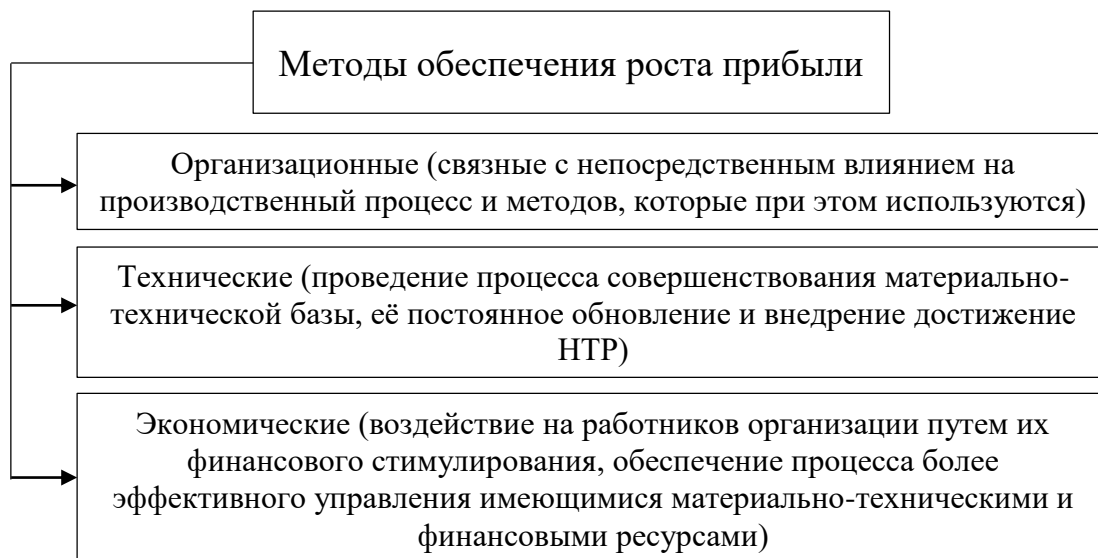 Методы обеспечения роста прибыли
Организационные (связные с непосредственным влиянием на
производственный процесс и методов, которые при этом используются)
Технические (проведение процесса совершенствования материально-
технической базы, её постоянное обновление и внедрение достижение
НТР)
Экономические (воздействие на работников организации путем их
финансового стимулирования, обеспечение процесса более
эффективного управления имеющимися материально-техническими и
финансовыми ресурсами)